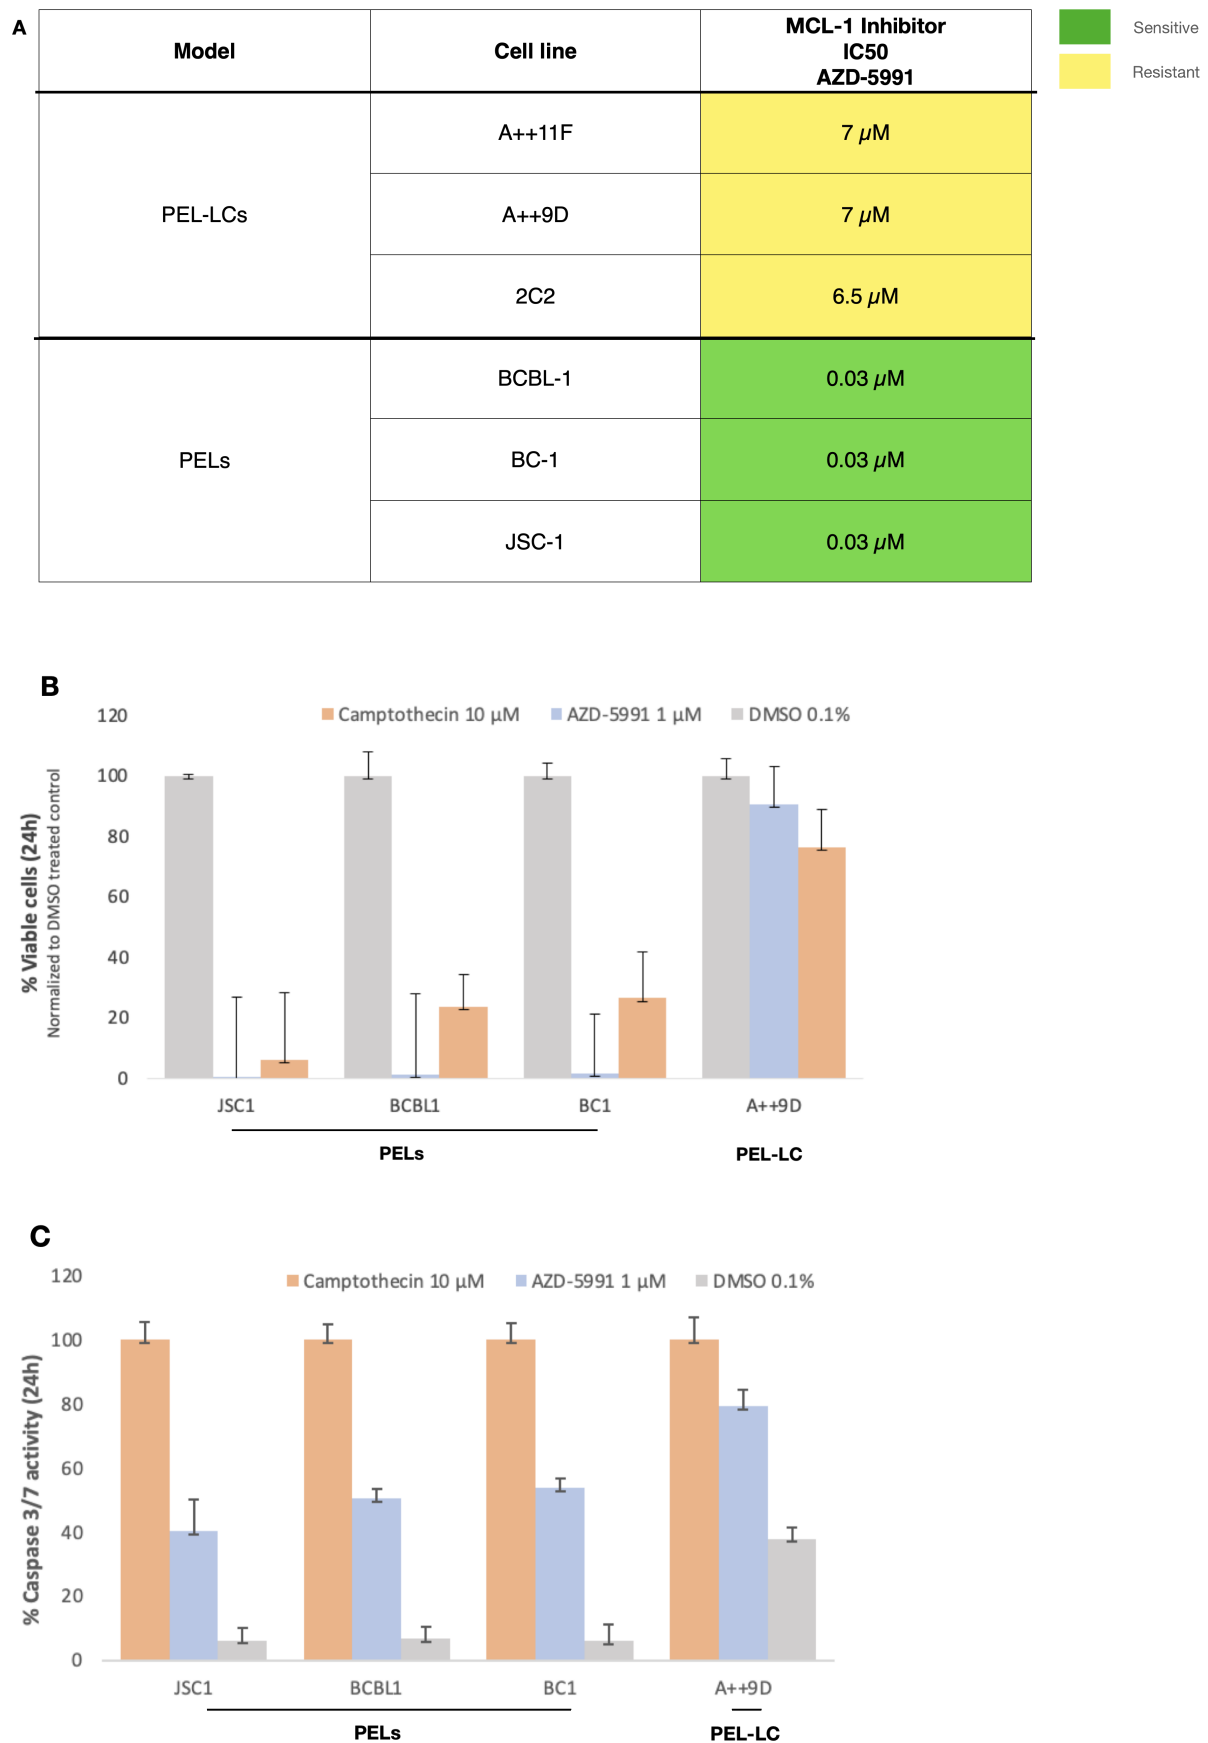 A
Model
Cell line
MCL-1 Inhibitor
IC50
AZD-5991
Sensitive
Resistant
PEL-LCs
A++11F
7 µM
A++9D
7 µM
2C2
6.5 µM
PELs
BCBL-1
0.03 µM
BC-1
0.03 µM
JSC-1
0.03 µM
B
Camptothecin 10 µM
AZD-5991 1 µM
DMSO 0.1%
% Viable cells (24h)
Normalized to DMSO treated control
120
100
80
60
40
20
0
JSC1
BCBL1
BC1
A++9D
PELs
PEL-LC
C
Camptothecin 10 µM
AZD-5991 1 µM
DMSO 0.1%
% Caspase 3/7 activity (24h)
120
100
80
60
40
20
0
JSC1
BCBL1
BC1
A++9D
PELs
PEL-LC